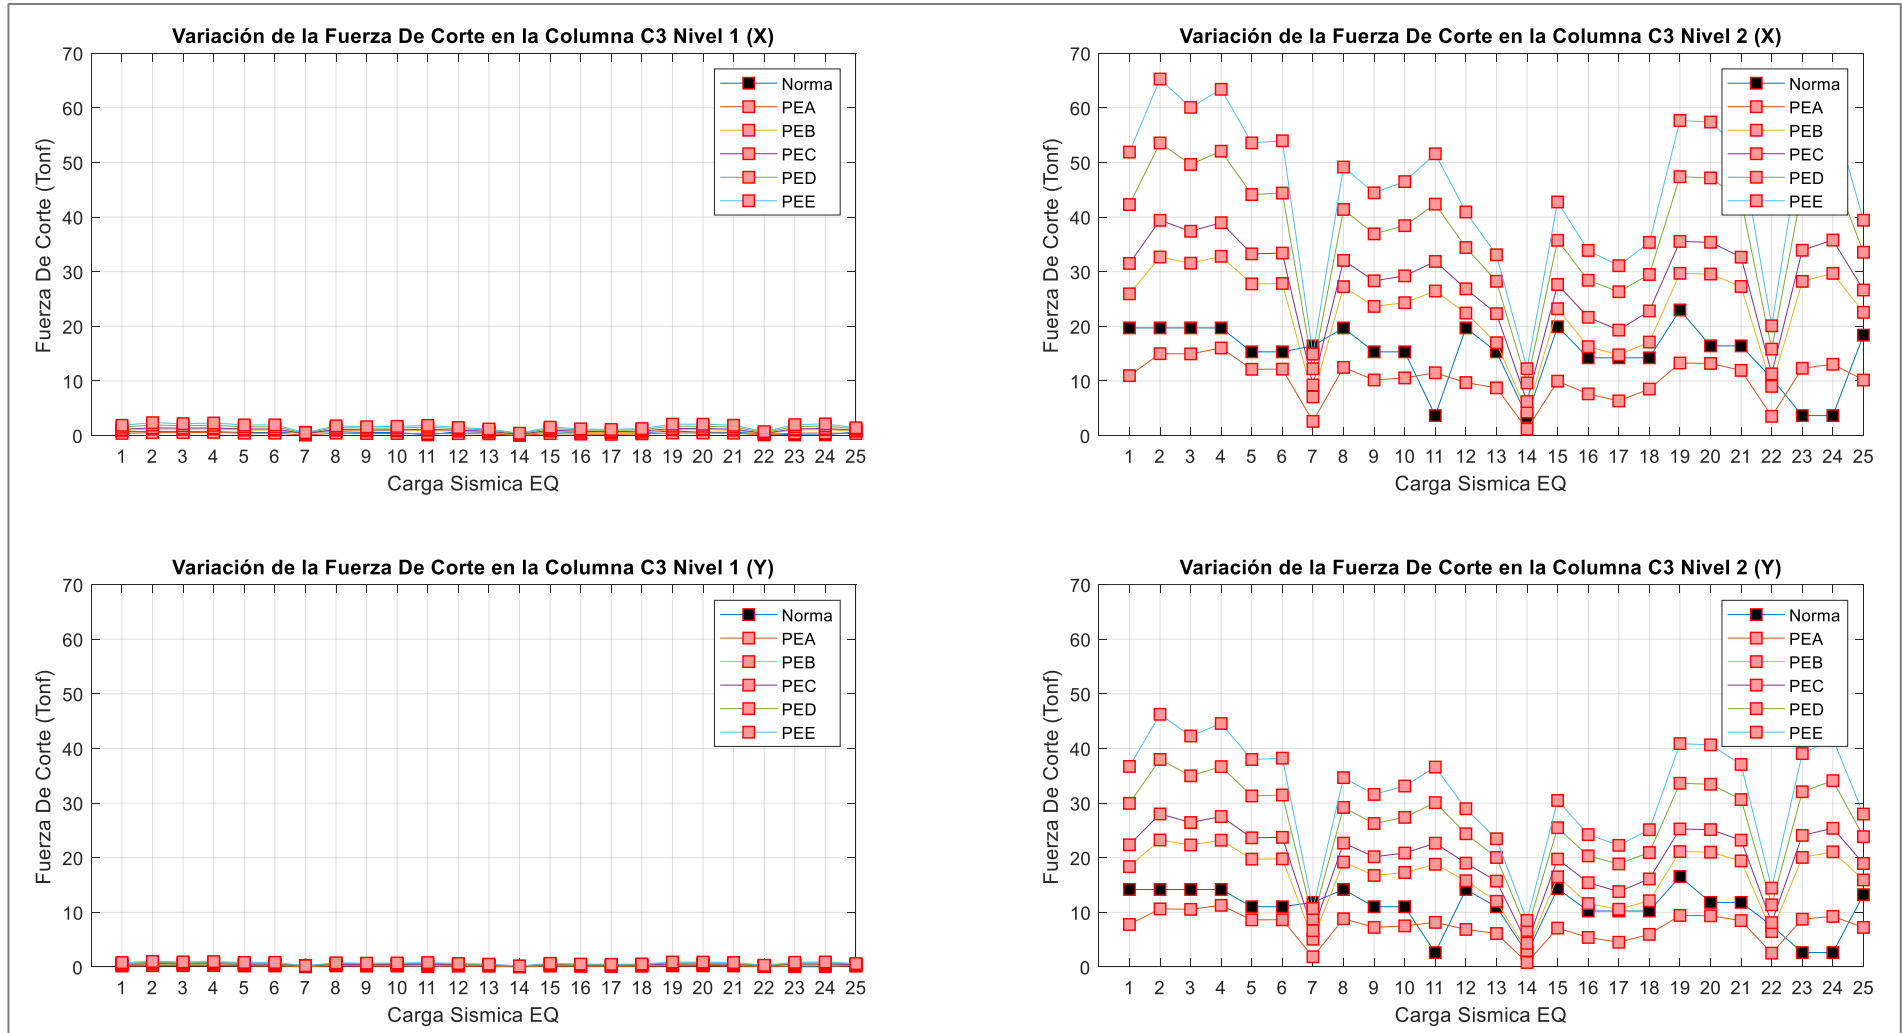 Variación de la Fuerza De Corte en la Columna C3 Nivel 1 (X)
Fuerza De Corte (Tonf)
70
60
50
40
30
20
10
0
1 2 3 4 5 6 7 8 9 10 11 12 13 14 15 16 17 18 19 20 21 22 23 24 25
Carga Sismica EQ
Norma
PEA
PEB
PEC
PED
PEE
Variación de la Fuerza De Corte en la Columna C3 Nivel 2 (X)
Fuerza De Corte (Tonf)
70
60
50
40
30
20
10
0
1 2 3 4 5 6 7 8 9 10 11 12 13 14 15 16 17 18 19 20 21 22 23 24 25
Carga Sismica EQ
Norma
PEA
PEB
PEC
PED
PEE
Variación de la Fuerza De Corte en la Columna C3 Nivel 1 (Y)
Fuerza De Corte (Tonf)
70
60
50
40
30
20
10
0
1 2 3 4 5 6 7 8 9 10 11 12 13 14 15 16 17 18 19 20 21 22 23 24 25
Carga Sismica EQ
Norma
PEA
PEB
PEC
PED
PEE
Variación de la Fuerza De Corte en la Columna C3 Nivel 2 (Y)
Fuerza De Corte (Tonf)
70
60
50
40
30
20
10
0
1 2 3 4 5 6 7 8 9 10 11 12 13 14 15 16 17 18 19 20 21 22 23 24 25
Carga Sismica EQ
Norma
PEA
PEB
PEC
PED
PEE